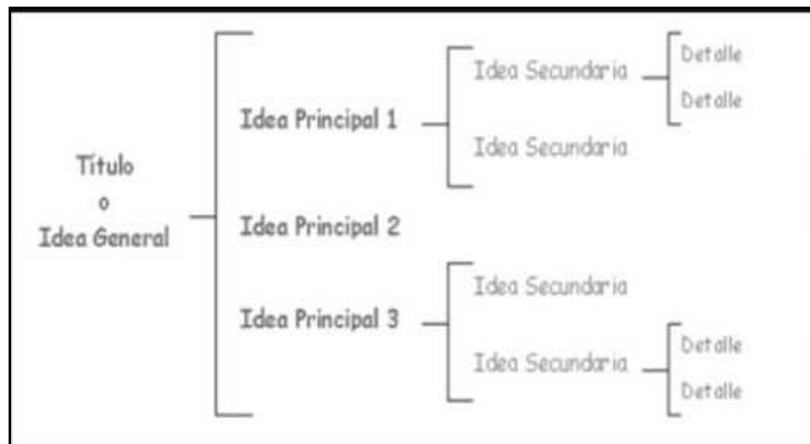 Título
o
Idea General
Idea Principal 1
Idea Secundaria
Detalle
Detalle
Idea Secundaria
Idea Principal 2
Idea Principal 3
Idea Secundaria
Idea Secundaria
Detalle
Detalle